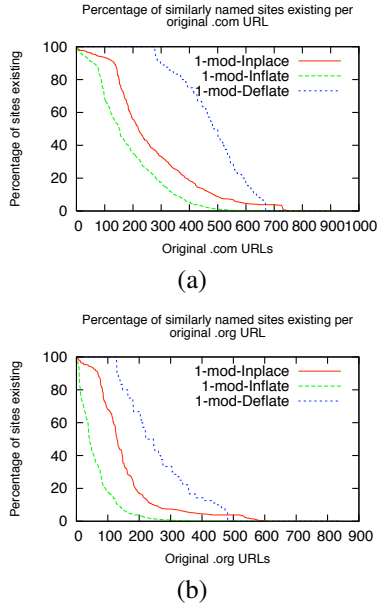 Percentage of similarly named sites existing per
original .com URL
Percentage of sites existing
100
80
60
40
20
0
1-mod-Inplace
1-mod-Inflate
1-mod-Deflate
0 100 200 300 400 500 600 700 800 900 1000
Original .com URLs
(a)
Percentage of similarly named sites existing per
original .org URL
Percentage of sites existing
100
80
60
40
20
0
1-mod-Inplace
1-mod-Inflate
1-mod-Deflate
0 100 200 300 400 500 600 700 800 900
Original .org URLs
(b)